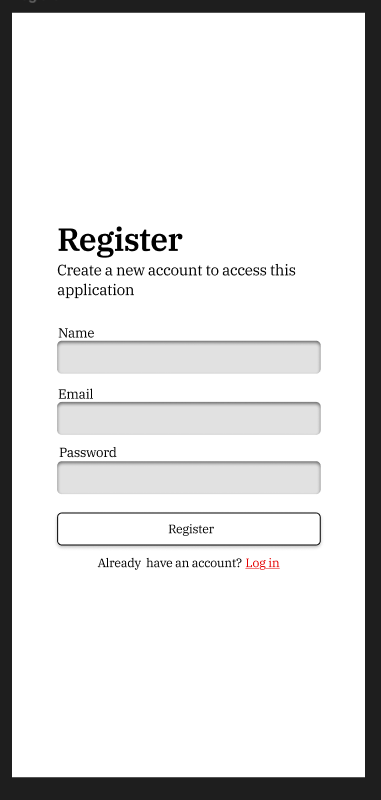 Register
Create a new account to access this
application
Name
Email
Password
Register
Already have an account? Log in